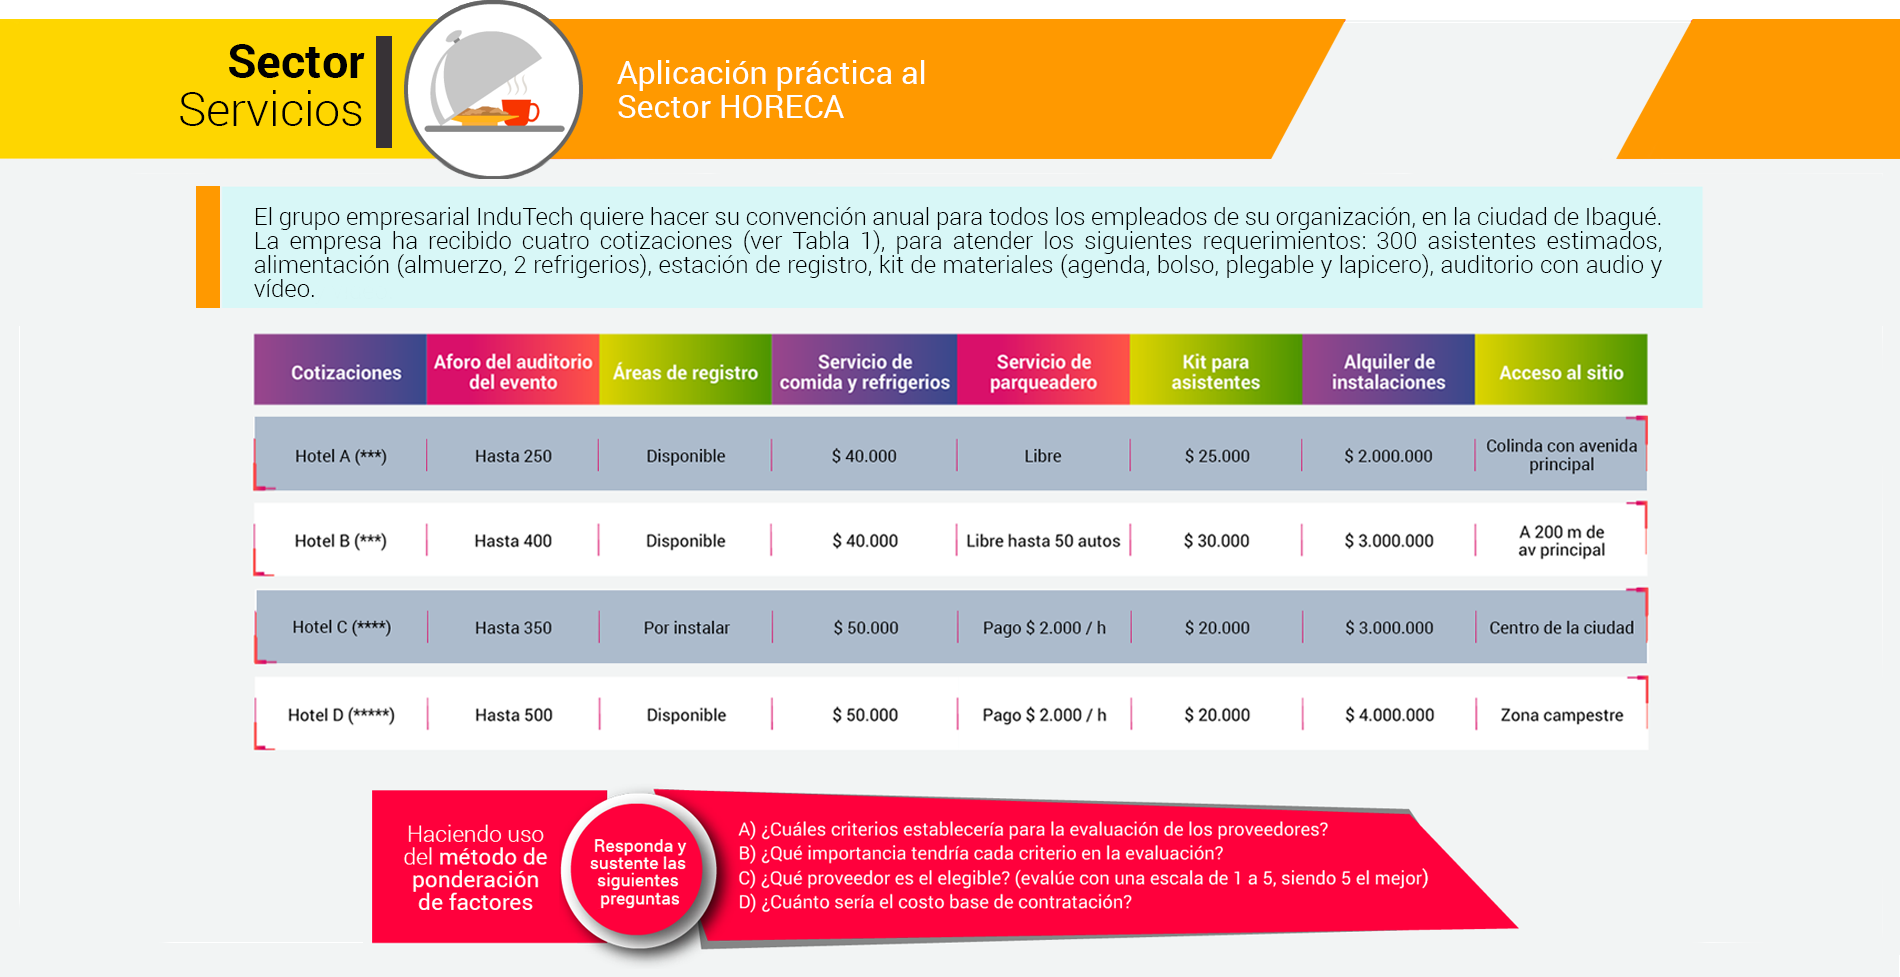 Sector
Servicios
Aplicación práctica al
Sector HORECA
El grupo empresarial InduTech quiere hacer su convención anual para todos los empleados de su organización, en la ciudad de Ibagué.
La empresa ha recibido cuatro cotizaciones (ver Tabla 1), para atender los siguientes requerimientos: 300 asistentes estimados,
alimentación (almuerzo, 2 refrigerios), estación de registro, kit de materiales (agenda, bolso, plegable y lapicero), auditorio con audio y
vídeo.
Cotizaciones Aforo del auditorio del evento Áreas de registro Servicio de comida y refrigerios Servicio de parqueadero Kit para asistentes Alquiler de instalaciones Acceso al sitio
Hotel A (***) Hasta 250 Disponible $ 40.000 Libre $ 25.000 $ 2.000.000 Colinda con avenida principal
Hotel B (***) Hasta 400 Disponible $ 40.000 Libre hasta 50 autos $ 30.000 $ 3.000.000 A 200 m de av principal
Hotel C (****) Hasta 350 Por instalar $ 50.000 Pago $ 2.000 / h $ 20.000 $ 3.000.000 Centro de la ciudad
Hotel D (*****) Hasta 500 Disponible $ 50.000 Pago $ 2.000 / h $ 20.000 $ 4.000.000 Zona campestre
Haciendo uso
del método de
ponderación
de factores
Responda y
sustente las
siguientes
preguntas
A) ¿Cuáles criterios establecería para la evaluación de los proveedores?
B) ¿Qué importancia tendría cada criterio en la evaluación?
C) ¿Qué proveedor es el elegible? (evalúe con una escala de 1 a 5, siendo 5 el mejor)
D) ¿Cuánto sería el costo base de contratación?